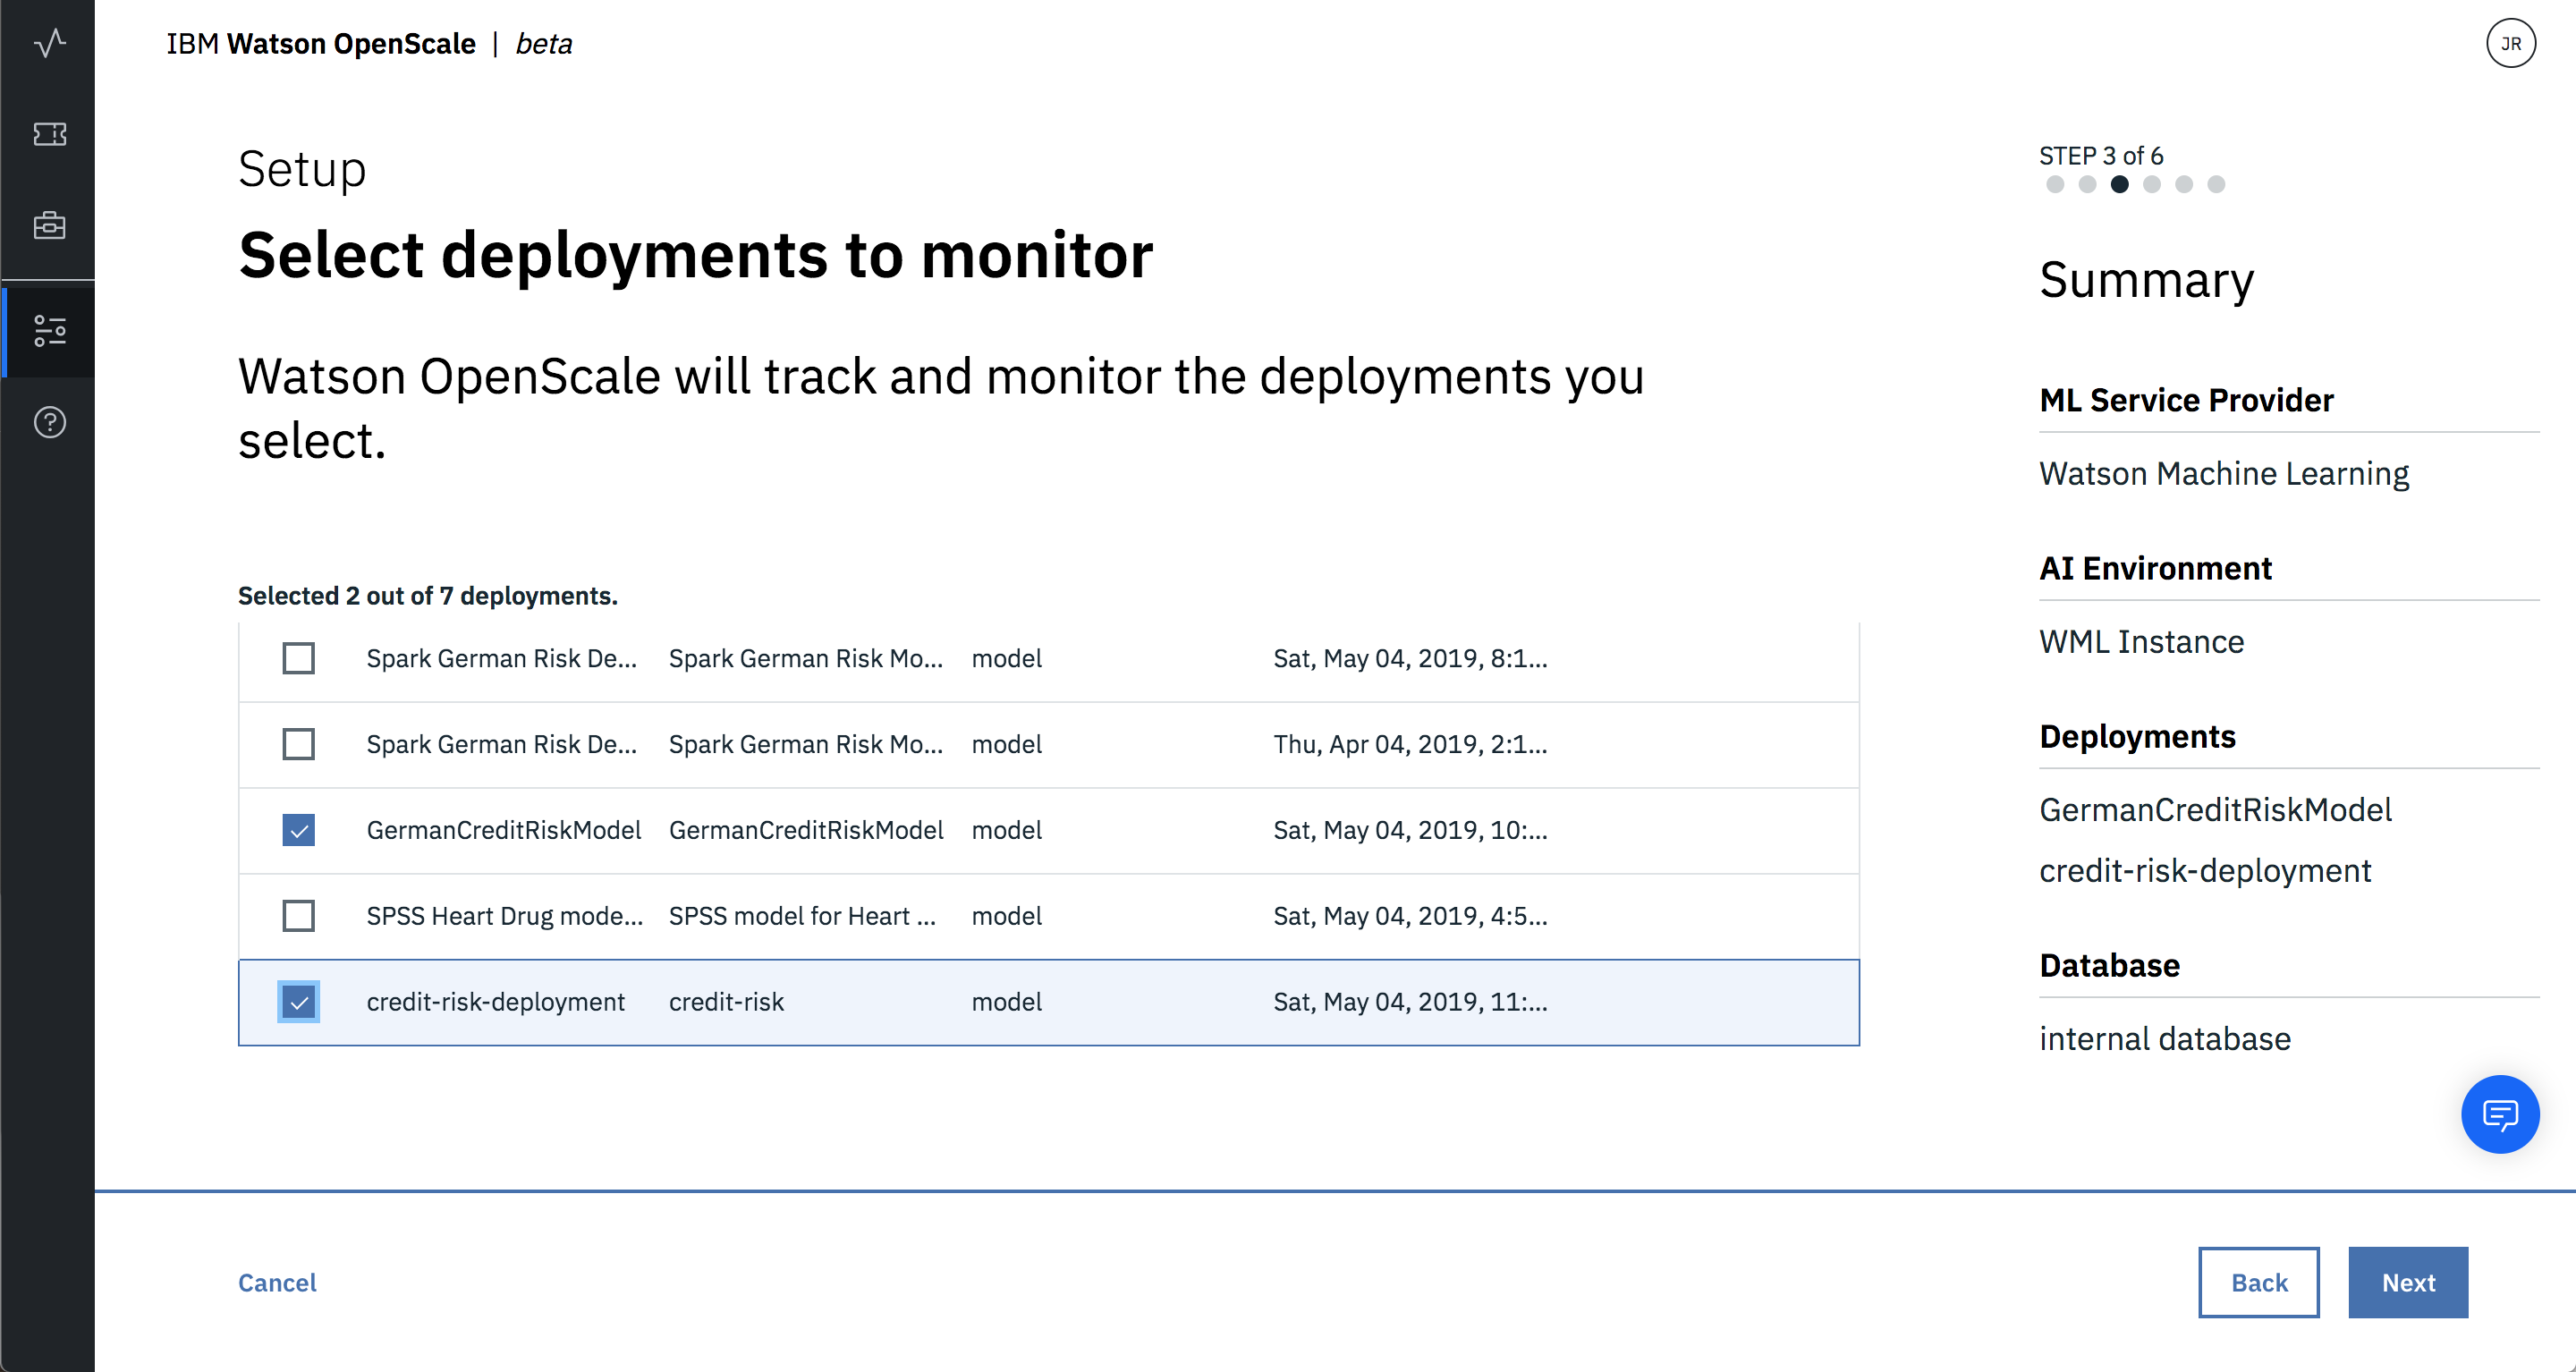 IBM Watson OpenScale | beta
JR
Setup
Select deployments to monitor
Watson OpenScale will track and monitor the deployments you
select.
Selected 2 out of 7 deployments.
Spark German Risk De... Spark German Risk Mo... model Sat, May 04, 2019, 8:1...
Spark German Risk De... Spark German Risk Mo... model Thu, Apr 04, 2019, 2:1...
GermanCreditRiskModel GermanCreditRiskModel model Sat, May 04, 2019, 10:...
SPSS Heart Drug mode... SPSS model for Heart ... model Sat, May 04, 2019, 4:5...
credit-risk-deployment credit-risk model Sat, May 04, 2019, 11:...
STEP 3 of 6
Summary
ML Service Provider
Watson Machine Learning
AI Environment
WML Instance
Deployments
GermanCreditRiskModel
credit-risk-deployment
Database
internal database
Cancel
Back
Next